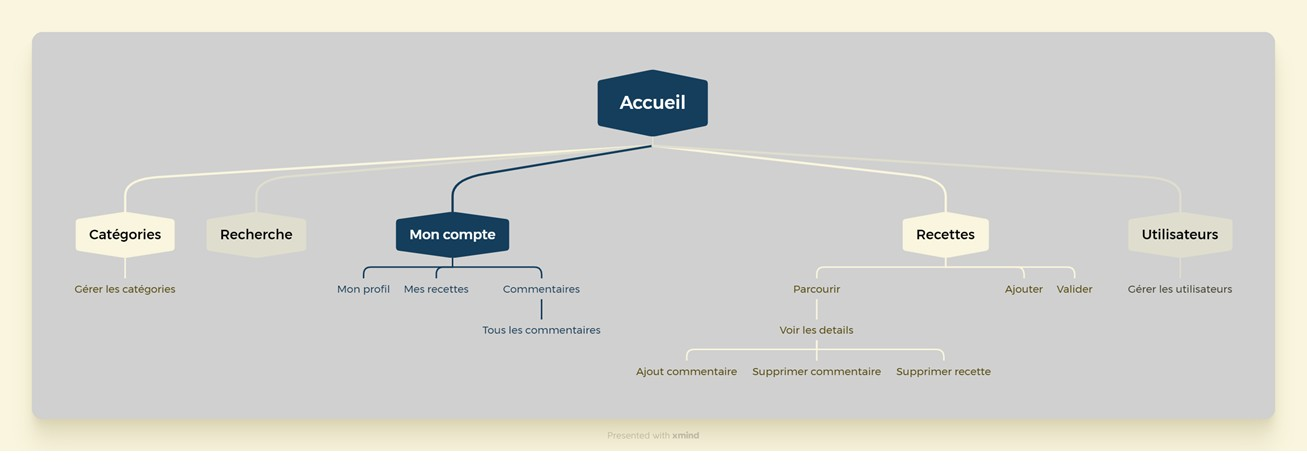 Accueil
Catégories
Recherche
Mon compte
Recettes
Utilisateurs
Gérer les catégories
Mon profil
Mes recettes
Commentaires
Parcourir
Ajouter
Valider
Gérer les utilisateurs
Tous les commentaires
Voir les details
Ajout commentaire
Supprimer commentaire
Supprimer recette
Presented with xmind